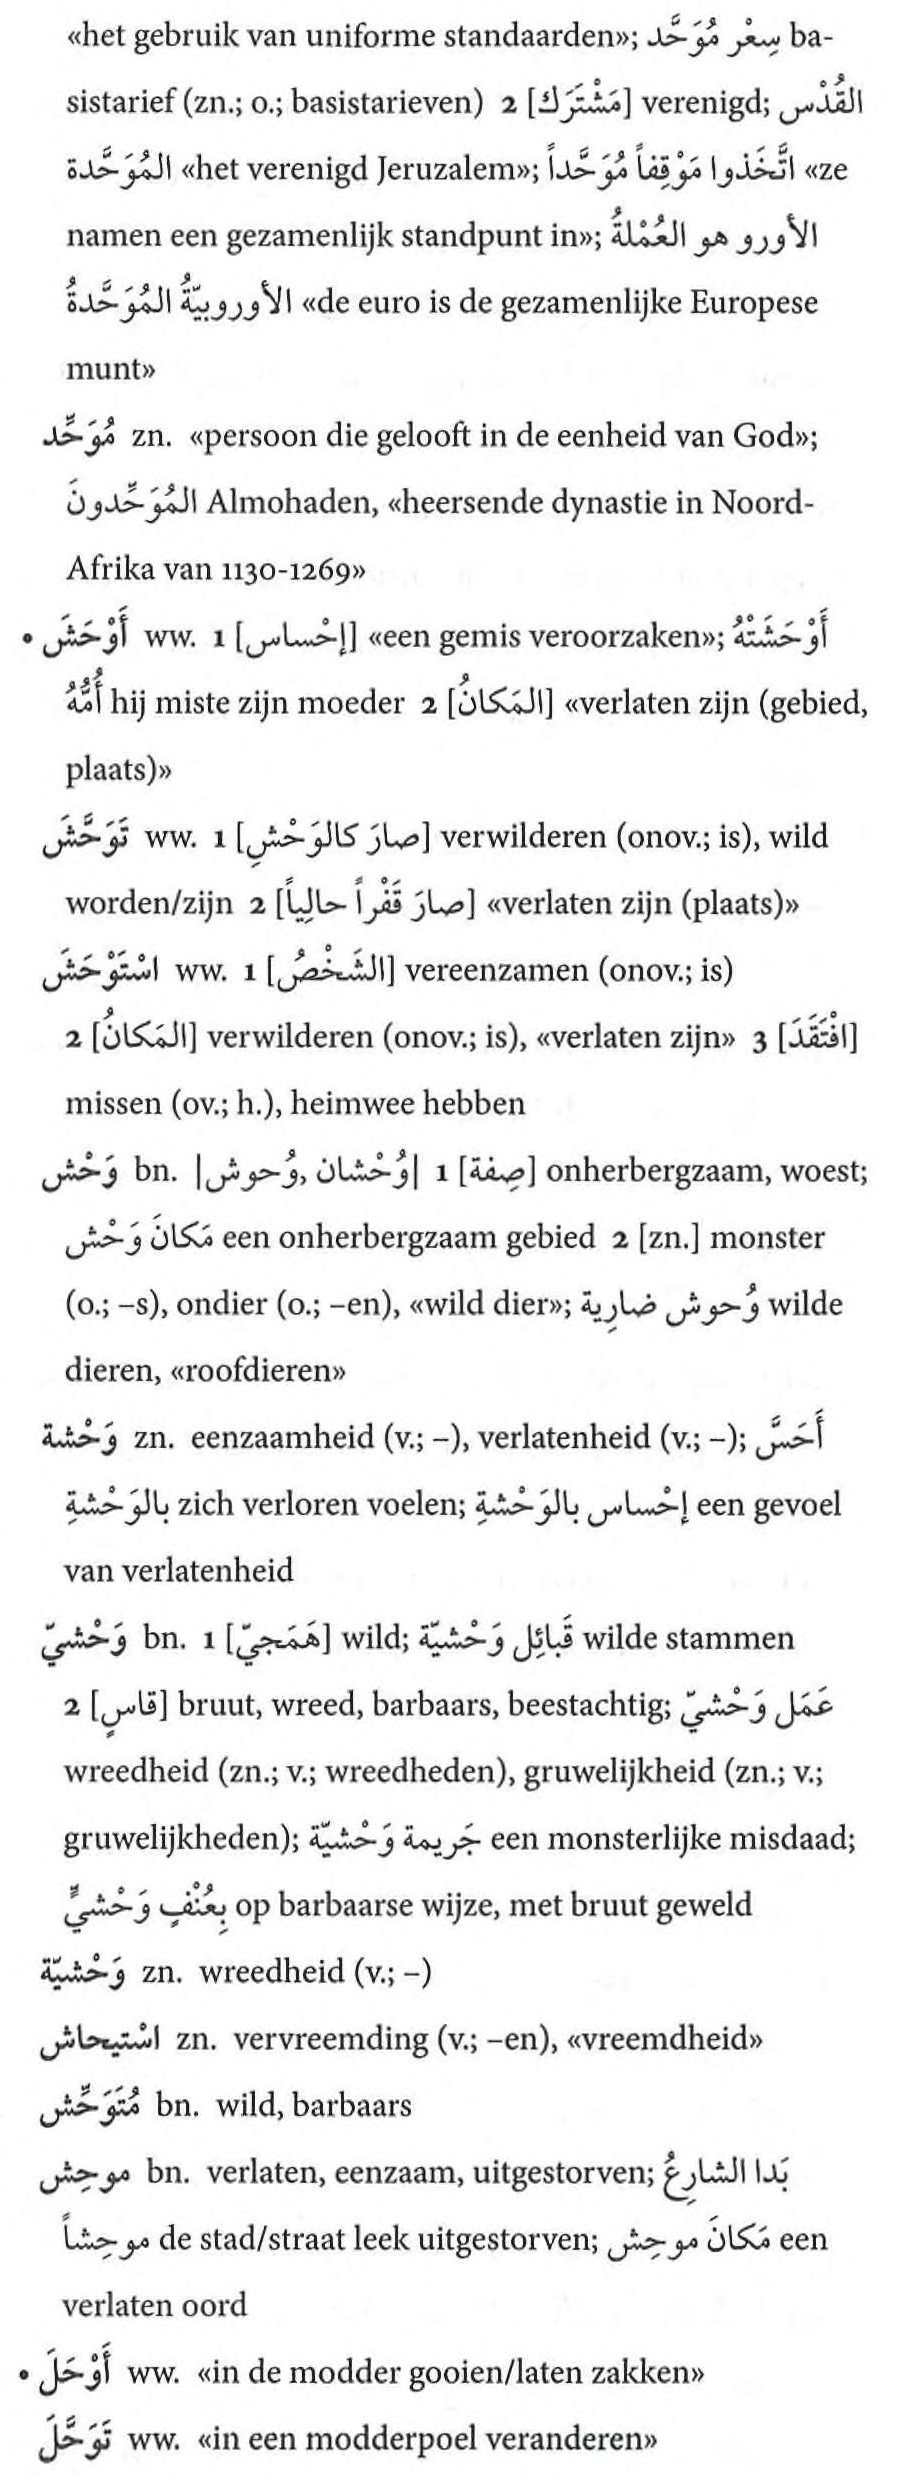 «het gebruik van uniforme standaarden»; سِعْر مُوَحَّد ba-
sistarief (zn.; o.; basistarieven) 2 [مَشْتَرَك] verenigd; القُدْس
المُوَحَّدة «het verenigd Jeruzalem»; اتَّخَذوا مَوْقِفاً مُوَحَّداً «ze
namen een gezamenlijk standpunt in»; الأورو هو العُمْلةُ
الأوروبيّةُ المُوَحَّدةُ «de euro is de gezamenlijke Europese
munt»
مُوَحِّد zn. «persoon die gelooft in de eenheid van God»;
المُوَحِّدونَ Almohaden, «heersende dynastie in Noord-
Afrika van 1130-1269»
• أَوْحَشَ ww. 1 [إحْساس] «een gemis veroorzaken»; أَوْحَشَتْهُ
أُمُّهُ hij miste zijn moeder 2 [المَكانُ] «verlaten zijn (gebied,
plaats)»
تَوَحَّشَ ww. 1 [صارَ كالوَحْشِ] verwilderen (onov.; is), wild
worden/zijn 2 [صارَ قَفْراً حالِياً] «verlaten zijn (plaats)»
اسْتَوْحَشَ ww. 1 [الشَخْصُ] vereenzamen (onov.; is)
2 [المَكانُ] verwilderen (onov.; is), «verlaten zijn» 3 [افْتَقَدَ]
missen (ov.; h.), heimwee hebben
وَحْش bn. |وُحْشان, وُحوش| 1 [صِفة] onherbergzaam, woest;
مَكانَ وَحْش een onherbergzaam gebied 2 [zn.] monster
(o.; –s), ondier (o.; –en), «wild dier»; وُحوش ضارِية wilde
dieren, «roofdieren»
وَحْشة zn. eenzaamheid (v.; –), verlatenheid (v.; –); أَحَسَّ
بالوَحْشةِ zich verloren voelen; إحْساس بالوَحْشةِ een gevoel
van verlatenheid
وَحْشيّ bn. 1 [هَمَجيّ] wild; قَبائِل وَحْشيّة wilde stammen
2 [قاسٍ] bruut, wreed, barbaars, beestachtig; عَمَل وَحْشيّ
wreedheid (zn.; v.; wreedheden), gruwelijkheid (zn.; v.;
gruwelijkheden); جَريمة وَحْشيّة een monsterlijke misdaad;
بِعُنْفٍ وَحْشيٍّ op barbaarse wijze, met bruut geweld
وَحْشيّة zn. wreedheid (v.; –)
اسْتيحاش zn. vervreemding (v.; –en), «vreemdheid»
مُتَوَحِّش bn. wild, barbaars
موحِش bn. verlaten, eenzaam, uitgestorven; بَدا الشارِعُ
موحِشاً de stad/straat leek uitgestorven; مَكانَ موحِش een
verlaten oord
• أَوْحَلَ ww. «in de modder gooien/laten zakken»
تَوَحَّلَ ww. «in een modderpoel veranderen»